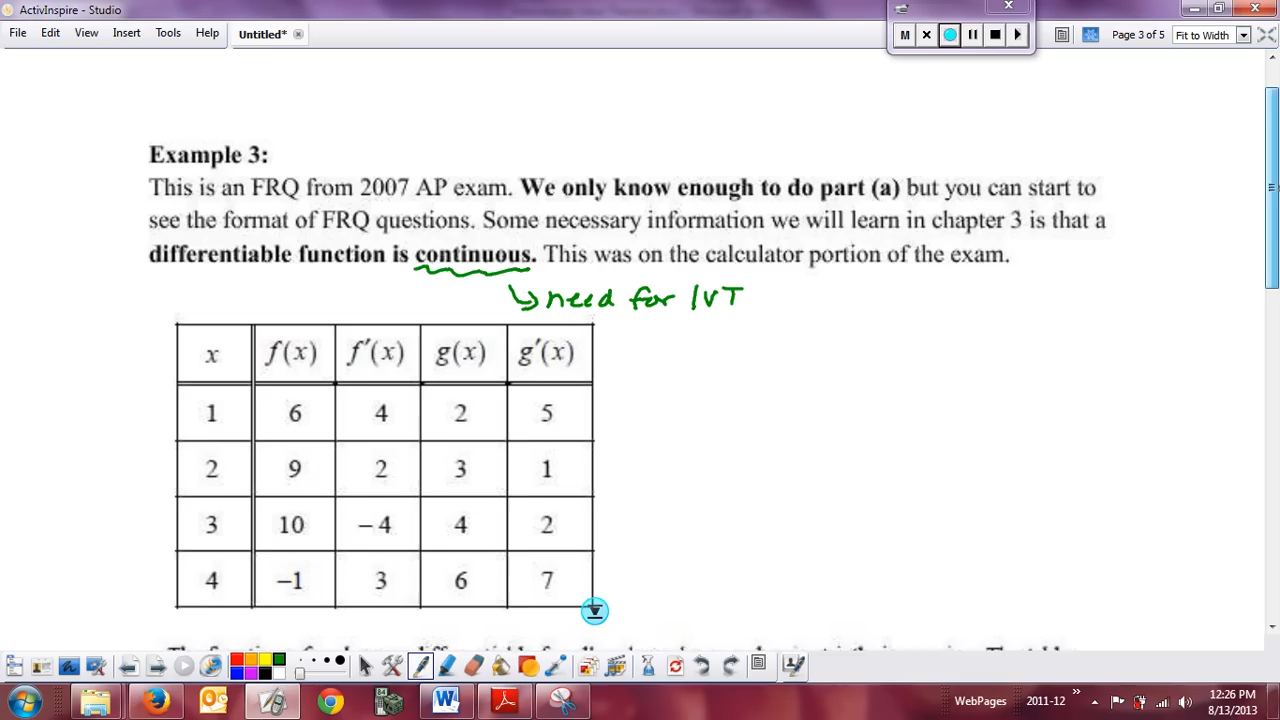 ActivInspire - Studio
File Edit View Insert Tools Help Untitled* Page 3 of 5 Fit to Width
M
Example 3:
This is an FRQ from 2007 AP exam. We only know enough to do part (a) but you can start to
see the format of FRQ questions. Some necessary information we will learn in chapter 3 is that a
differentiable function is continuous. This was on the calculator portion of the exam.
need for IVT
x f(x) f′(x) g(x) g′(x)
1 6 4 2 5
2 9 2 3 1
3 10 −4 4 2
4 −1 3 6 7
WebPages 2011-12 » 12:26 PM
8/13/2013